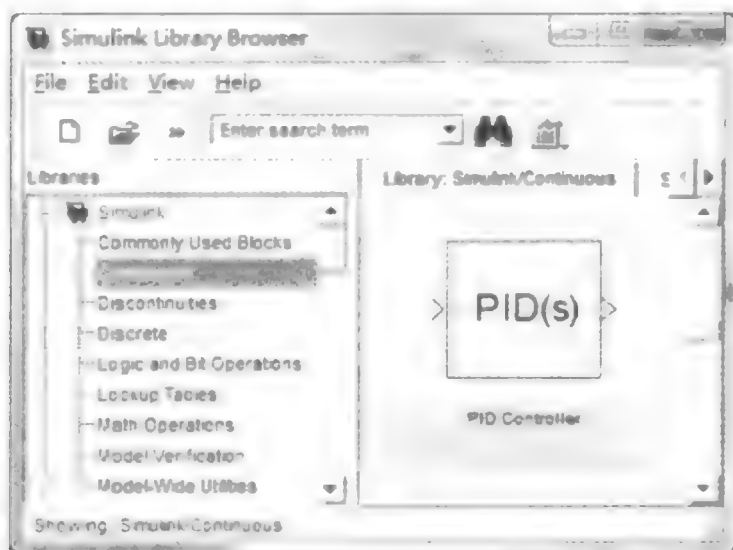 Simulink Library Browser
File Edit View Help
Enter search term
Libraries
Library: Simulink/Continuous
Simulink
Commonly Used Blocks
Discontinuities
Discrete
Logic and Bit Operations
Lookup Tables
Math Operations
Model Verification
Model-Wide Utilities
PID(s)
PID Controller
Showing: Simulink/Continuous